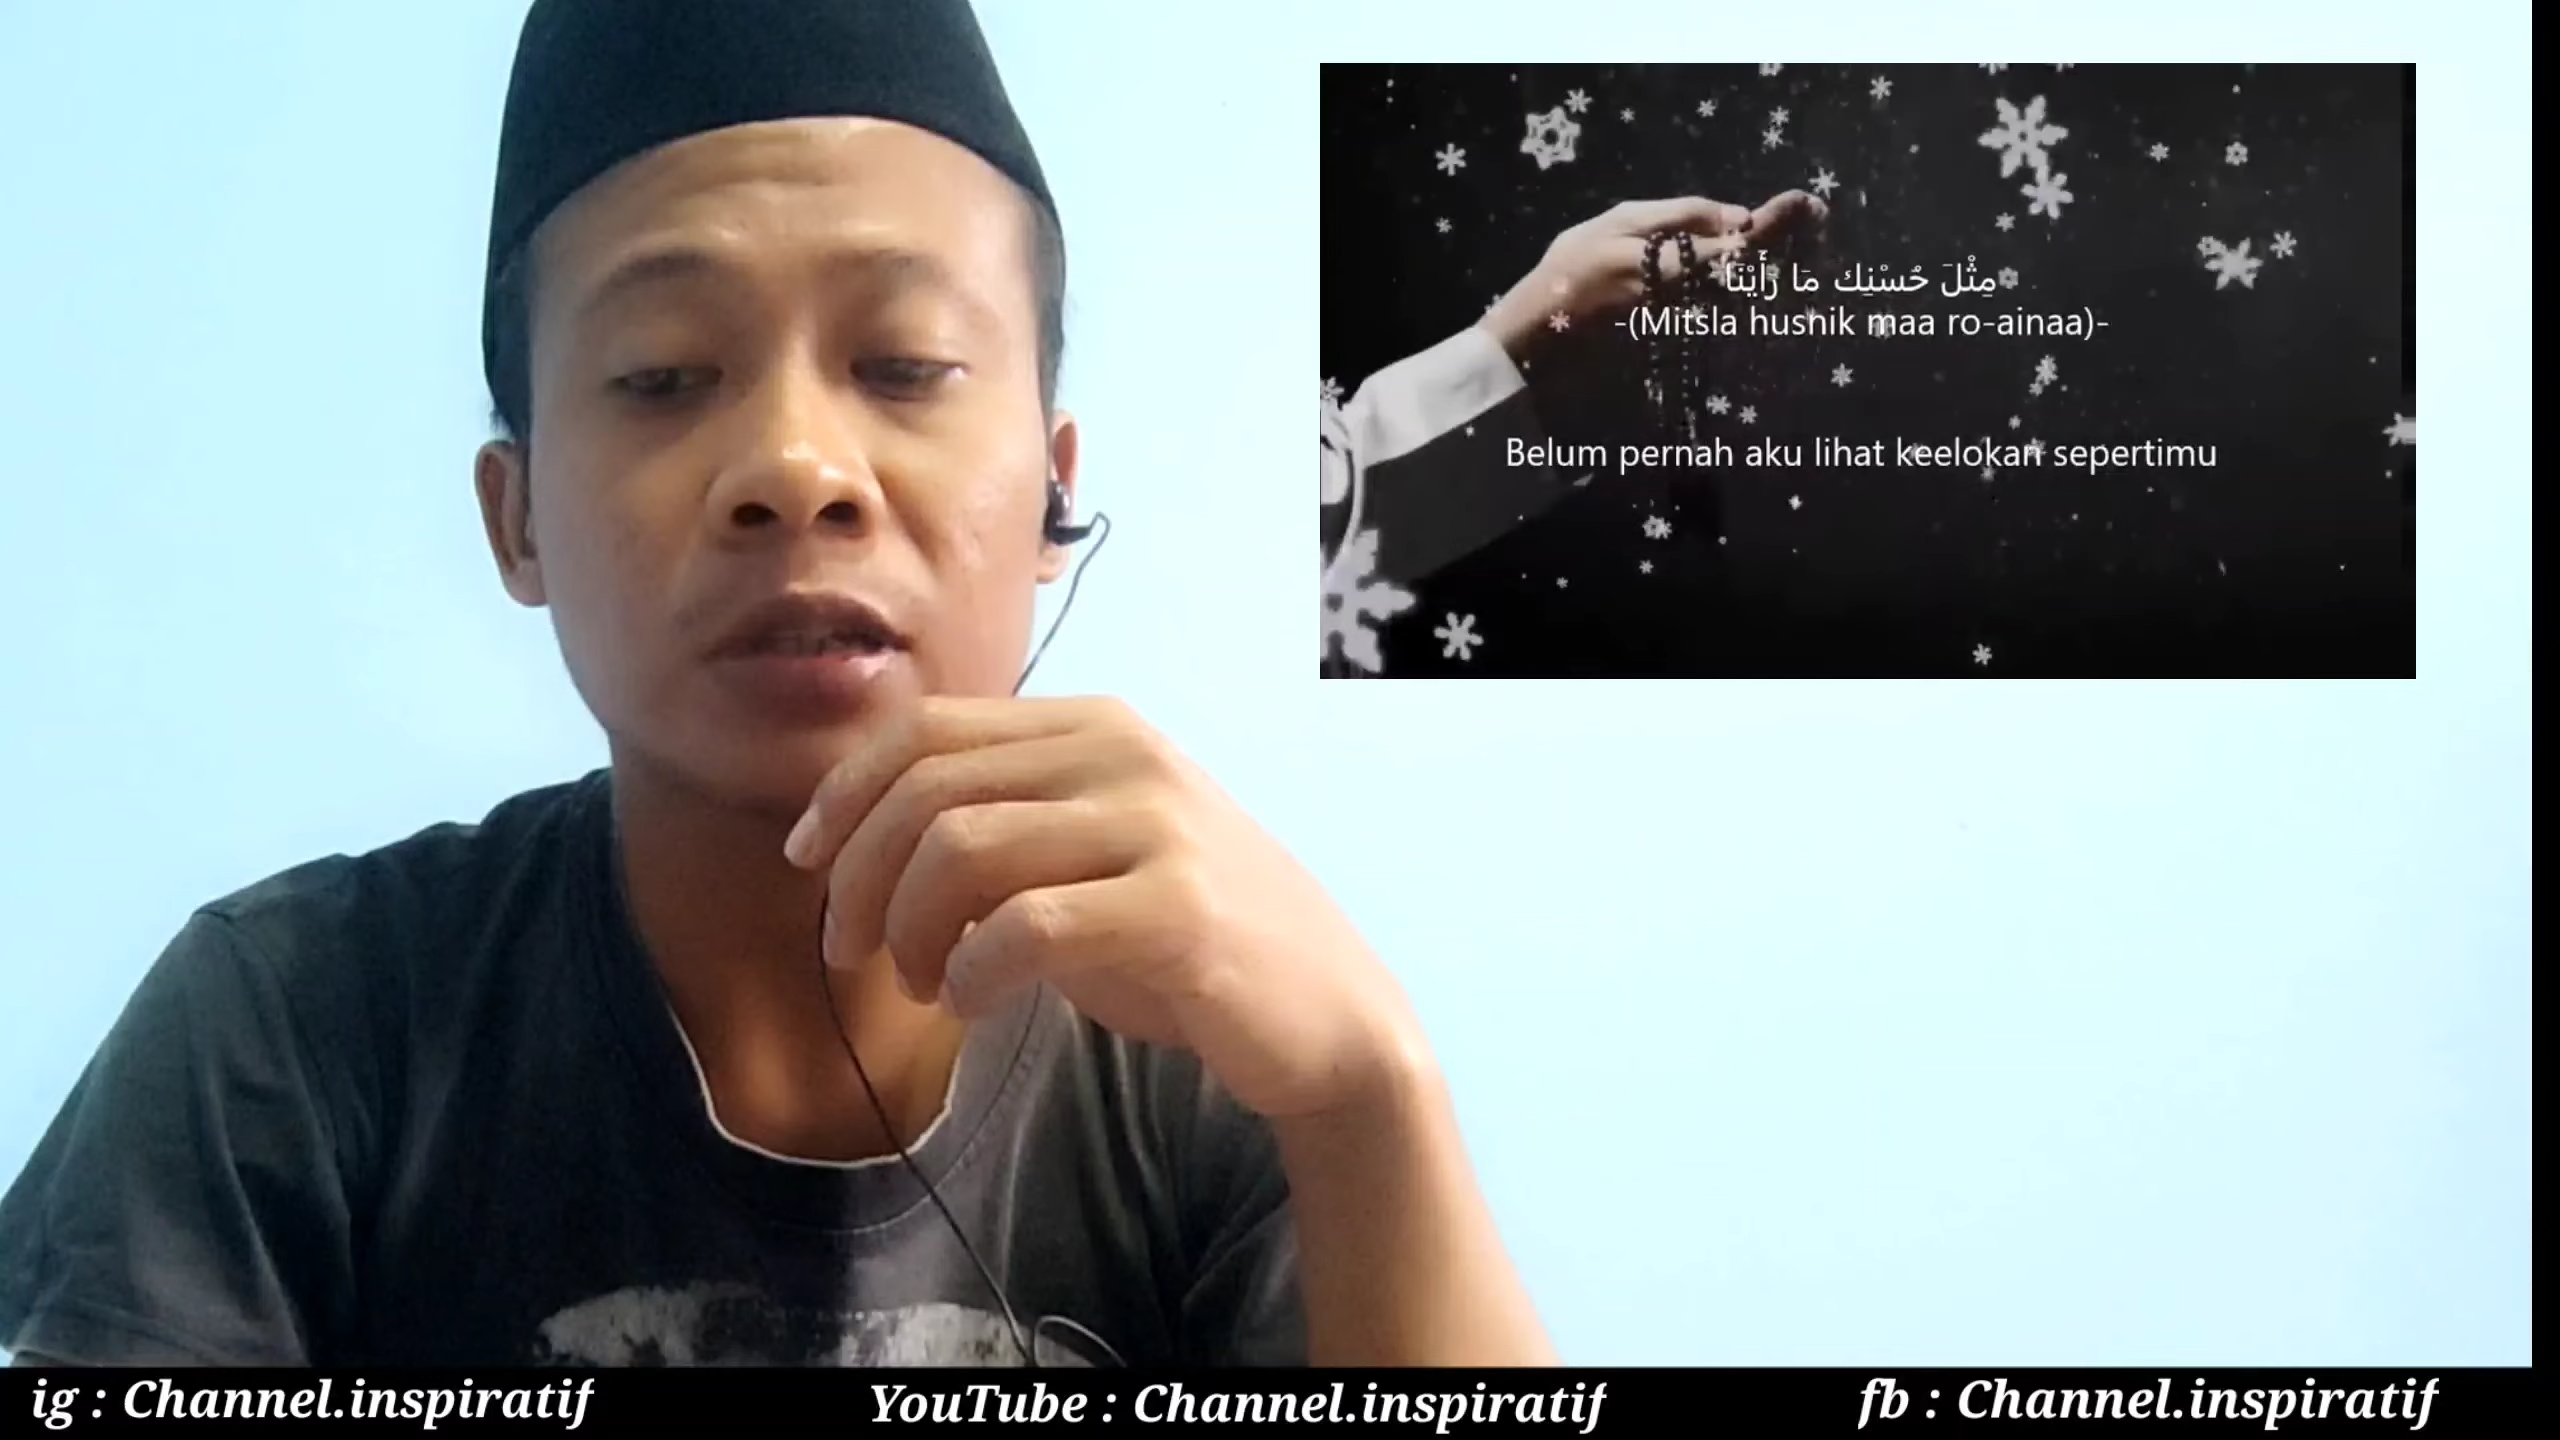 مِثْلَ حُسْنِك مَا رَأَيْنَا
-(Mitsla husnik maa ro-ainaa)-
Belum pernah aku lihat keelokan sepertimu
ig : Channel.inspiratif
YouTube : Channel.inspiratif
fb : Channel.inspiratif